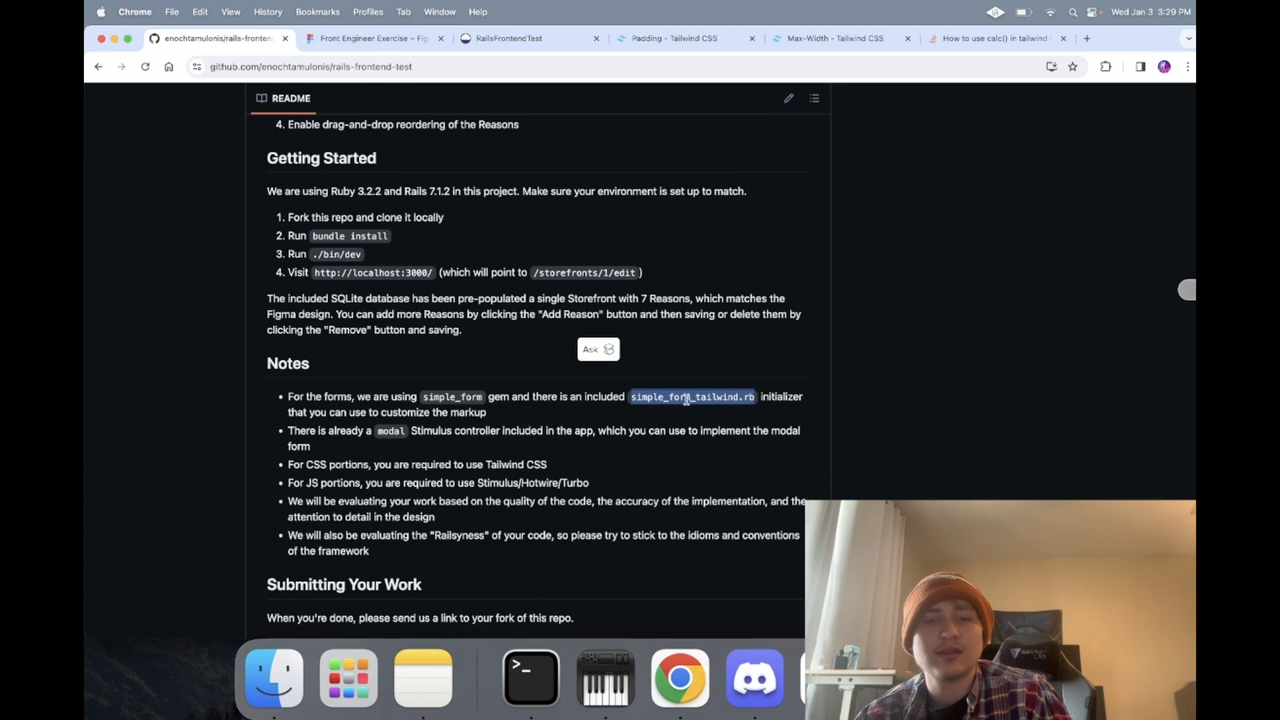 Chrome File Edit View History Bookmarks Profiles Tab Window Help Wed Jan 3 3:29 PM
enochtamulonis/rails-fronten Front Engineer Exercise – Fig RailsFrontendTest Padding - Tailwind CSS Max-Width - Tailwind CSS How to use calc() in tailwind
github.com/enochtamulonis/rails-frontend-test
README
4. Enable drag-and-drop reordering of the Reasons
Getting Started
We are using Ruby 3.2.2 and Rails 7.1.2 in this project. Make sure your environment is set up to match.
1. Fork this repo and clone it locally
2. Run bundle install
3. Run ./bin/dev
4. Visit http://localhost:3000/ (which will point to /storefronts/1/edit)
The included SQLite database has been pre-populated a single Storefront with 7 Reasons, which matches the
Figma design. You can add more Reasons by clicking the "Add Reason" button and then saving or delete them by
clicking the "Remove" button and saving.
Ask
Notes
• For the forms, we are using simple_form gem and there is an included simple_form_tailwind.rb initializer
that you can use to customize the markup
• There is already a modal Stimulus controller included in the app, which you can use to implement the modal
form
• For CSS portions, you are required to use Tailwind CSS
• For JS portions, you are required to use Stimulus/Hotwire/Turbo
• We will be evaluating your work based on the quality of the code, the accuracy of the implementation, and the
attention to detail in the design
• We will also be evaluating the "Railsyness" of your code, so please try to stick to the idioms and conventions
of the framework
Submitting Your Work
When you're done, please send us a link to your fork of this repo.